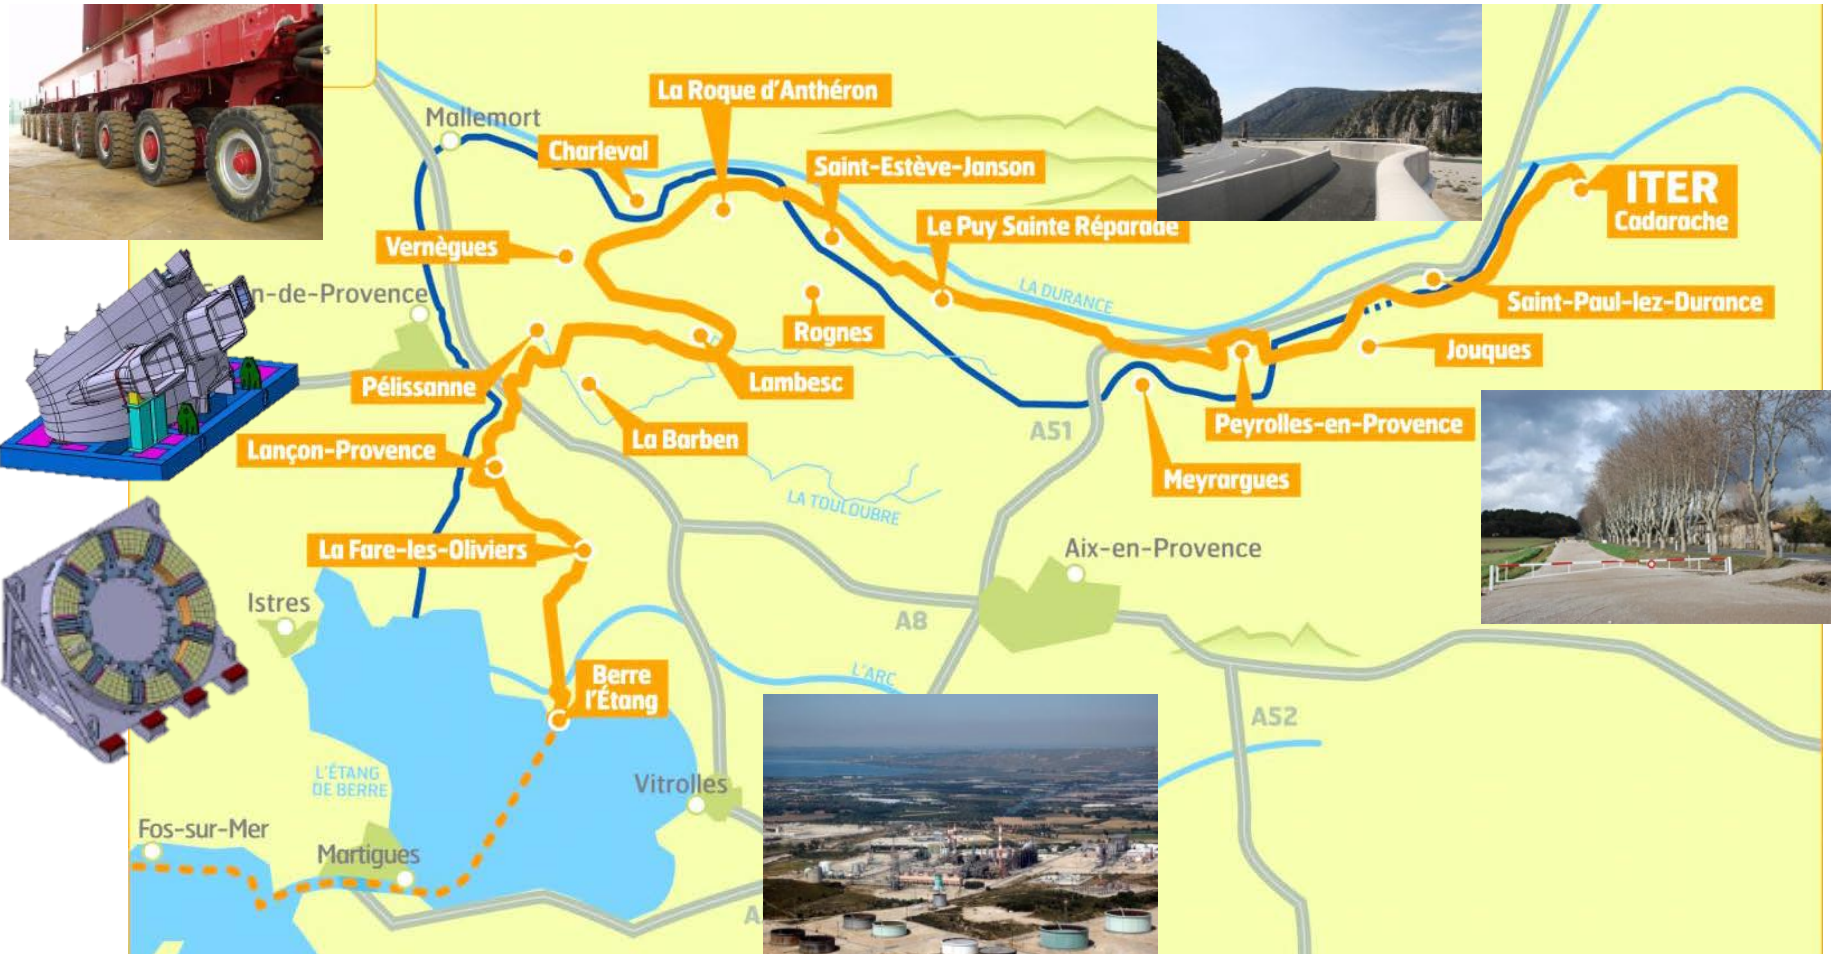 Mallemort
La Roque d'Anthéron
Charleval
Saint-Estève-Janson
ITER
Cadarache
Le Puy Sainte Réparade
Vernègues
LA DURANCE
n-de-Provence
Rognes
Saint-Paul-lez-Durance
Jouques
Pélissanne
Lambesc
La Barben
A51
Peyrolles-en-Provence
Lançon-Provence
Meyrargues
LA TOULOUBRE
La Fare-les-Oliviers
Aix-en-Provence
Istres
A8
L'ARC
Berre
l'Étang
A52
L'ÉTANG
DE BERRE
Vitrolles
Fos-sur-Mer
Martigues
A